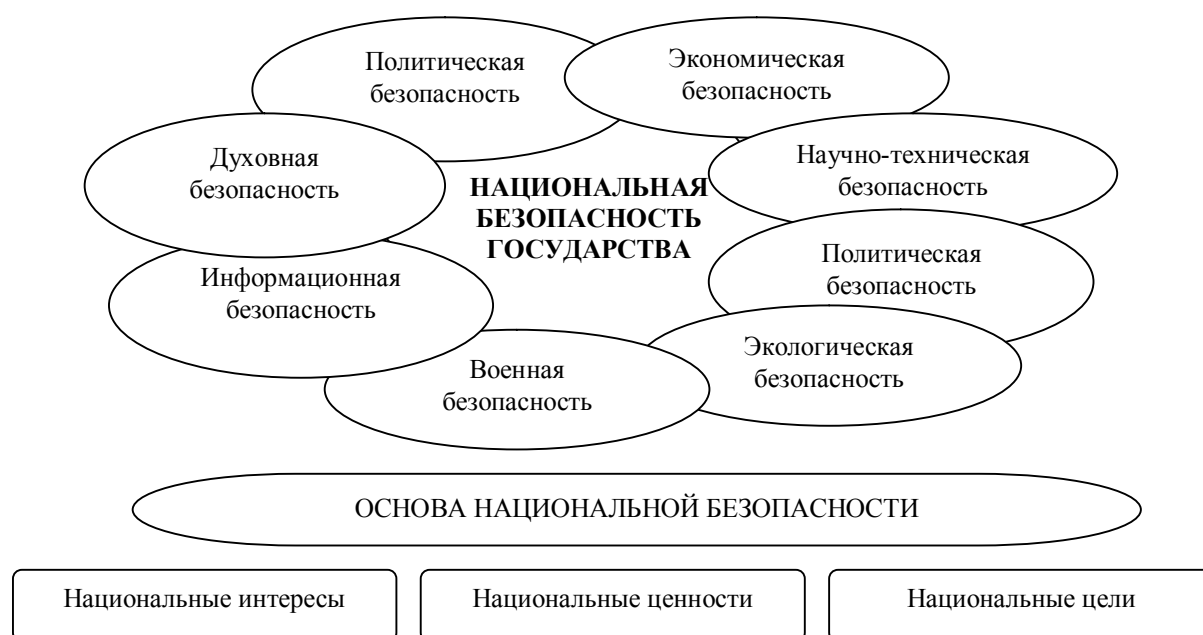 Политическая
безопасность
Экономическая
безопасность
Духовная
безопасность
НАЦИОНАЛЬНАЯ
БЕЗОПАСНОСТЬ
ГОСУДАРСТВА
Научно-техническая
безопасность
Информационная
безопасность
Политическая
безопасность
Военная
безопасность
Экологическая
безопасность
ОСНОВА НАЦИОНАЛЬНОЙ БЕЗОПАСНОСТИ
Национальные интересы
Национальные ценности
Национальные цели